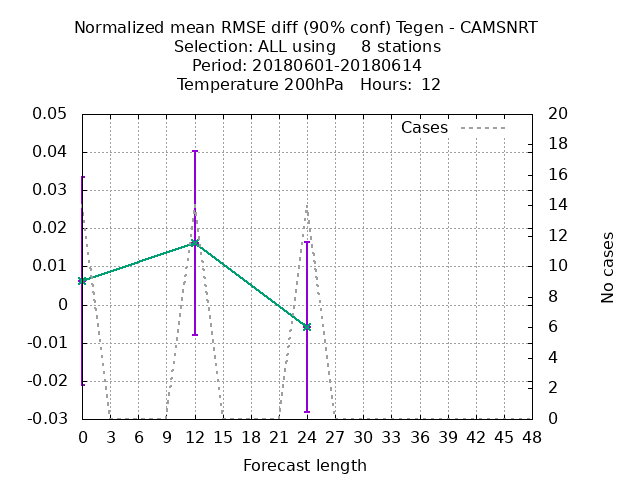 Normalized mean RMSE diff (90% conf) Tegen - CAMSNRT
Selection: ALL using     8 stations
Period: 20180601-20180614
Temperature 200hPa   Hours:  12
0.05
0.04
0.03
0.02
0.01
0
-0.01
-0.02
-0.03
Cases
20
18
16
14
12
10
8
6
4
2
0
No cases
0 3 6 9 12 15 18 21 24 27 30 33 36 39 42 45 48
Forecast length